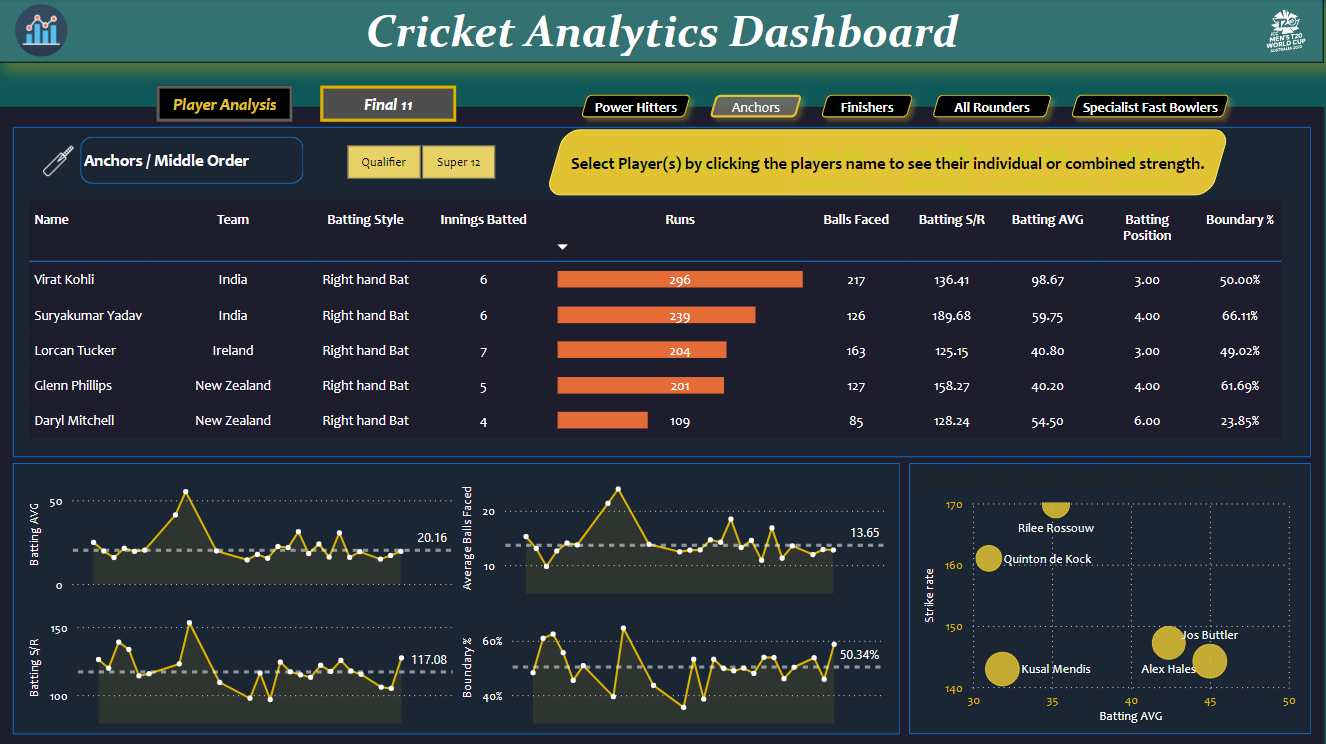 Cricket Analytics Dashboard
ICC
MEN'S T20
WORLD CUP
AUSTRALIA 2022
Player Analysis
Final 11
Power Hitters
Anchors
Finishers
All Rounders
Specialist Fast Bowlers
Anchors / Middle Order
Qualifier
Super 12
Select Player(s) by clicking the players name to see their individual or combined strength.
Name Team Batting Style Innings Batted Runs Balls Faced Batting S/R Batting AVG Batting Position Boundary %
Virat Kohli India Right hand Bat 6 296 217 136.41 98.67 3.00 50.00%
Suryakumar Yadav India Right hand Bat 6 239 126 189.68 59.75 4.00 66.11%
Lorcan Tucker Ireland Right hand Bat 7 204 163 125.15 40.80 3.00 49.02%
Glenn Phillips New Zealand Right hand Bat 5 201 127 158.27 40.20 4.00 61.69%
Daryl Mitchell New Zealand Right hand Bat 4 109 85 128.24 54.50 6.00 23.85%
Batting AVG
50
0
20.16
Average Balls Faced
20
10
13.65
Batting S/R
150
100
117.08
Boundary %
60%
40%
50.34%
Strike rate
170
160
150
140
Rilee Rossouw
Quinton de Kock
Jos Buttler
Kusal Mendis
Alex Hales
30 35 40 45 50
Batting AVG